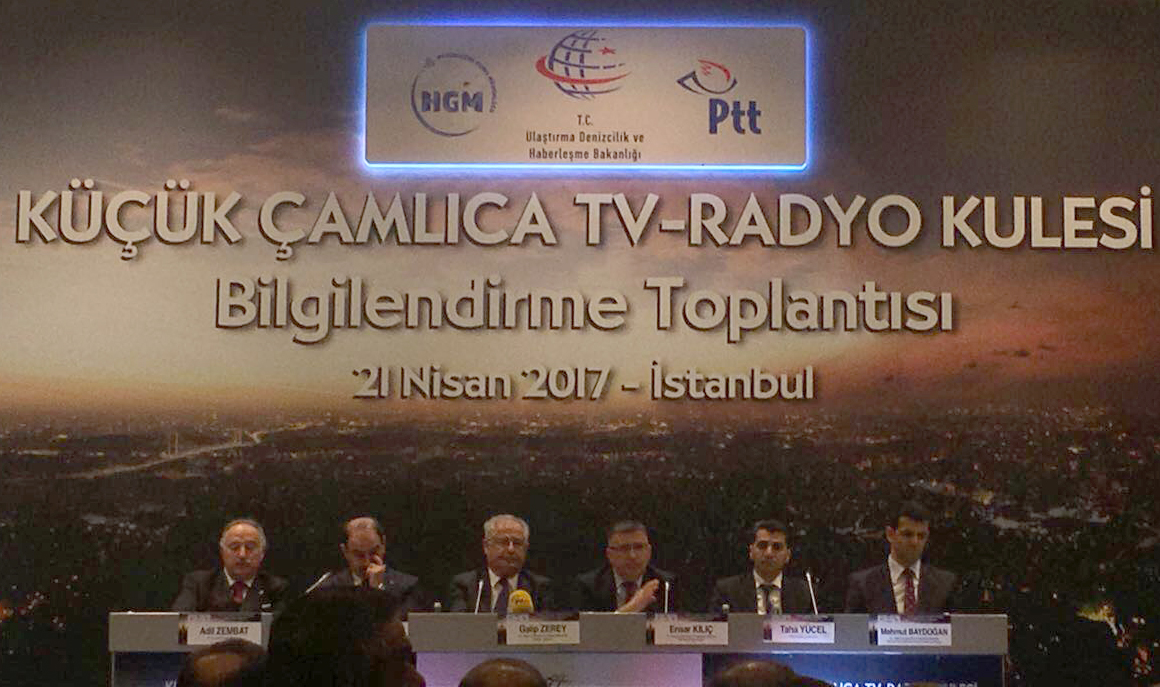 HGM
T.C.
Ulaştırma Denizcilik ve
Haberleşme Bakanlığı
Ptt
KÜÇÜK ÇAMLICA TV-RADYO KULESİ
Bilgilendirme Toplantısı
21 Nisan 2017 - İstanbul
Adil ZEMBAT
Galip ZEREY
Ensar KILIÇ
Taha YÜCEL
Mehmut BAYDOĞAN